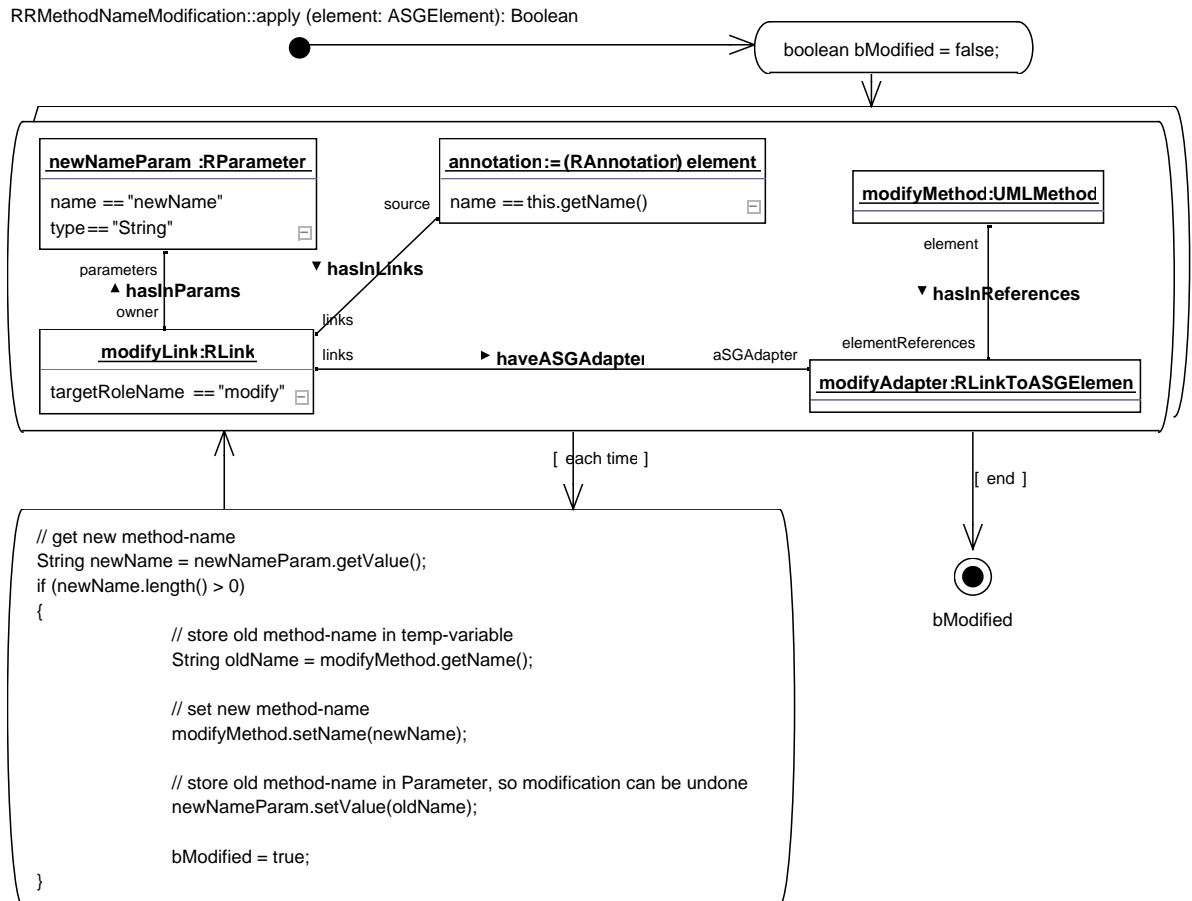 RRMethodNameModification::apply (element: ASGElement): Boolean
boolean bModified = false;
newNameParam :RParameter
name == "newName"
type== "String"
annotation:= (RAnnotation) element
name == this.getName()
modifyMethod:UMLMethod
source
element
parameters
hasInParams
owner
hasInLinks
links
hasInReferences
elementReferences
modifyLink:RLink
targetRoleName == "modify"
links
haveASGAdapter
aSGAdapter
modifyAdapter:RLinkToASGElemen
[ each time ]
[ end ]
bModified
// get new method-name
String newName = newNameParam.getValue();
if (newName.length() > 0)
{
// store old method-name in temp-variable
String oldName = modifyMethod.getName();
// set new method-name
modifyMethod.setName(newName);
// store old method-name in Parameter, so modification can be undone
newNameParam.setValue(oldName);
bModified = true;
}